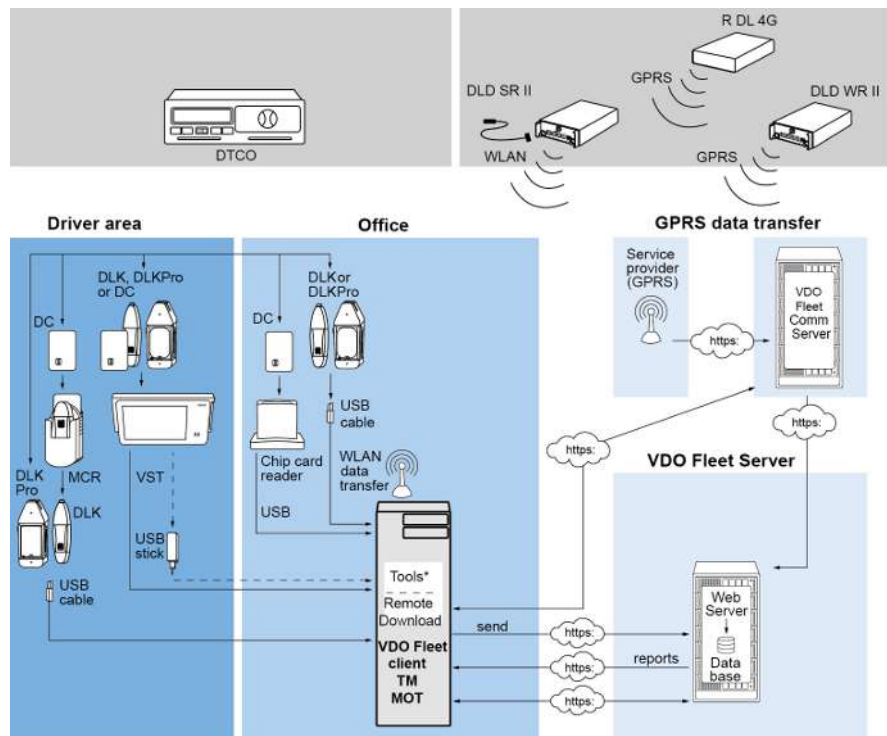 R DL 4G
GPRS
DLD SR II
DLD WR II
WLAN
GPRS
DTCO
Driver area
Office
GPRS data transfer
DLK, DLKPro
or DC
DC
DLK or
DLKPro
DC
Service
provider
(GPRS)
VDO
Fleet
Comm
Server
https:
https:
USB
cable
https:
Chip card
reader
WLAN
data
transfer
VDO Fleet Server
DLK
Pro
MCR
VST
USB
DLK
USB
stick
USB
cable
Tools*
Remote
Download
VDO Fleet
client
TM
MOT
send
https:
reports
https:
https:
Web
Server
Data
base